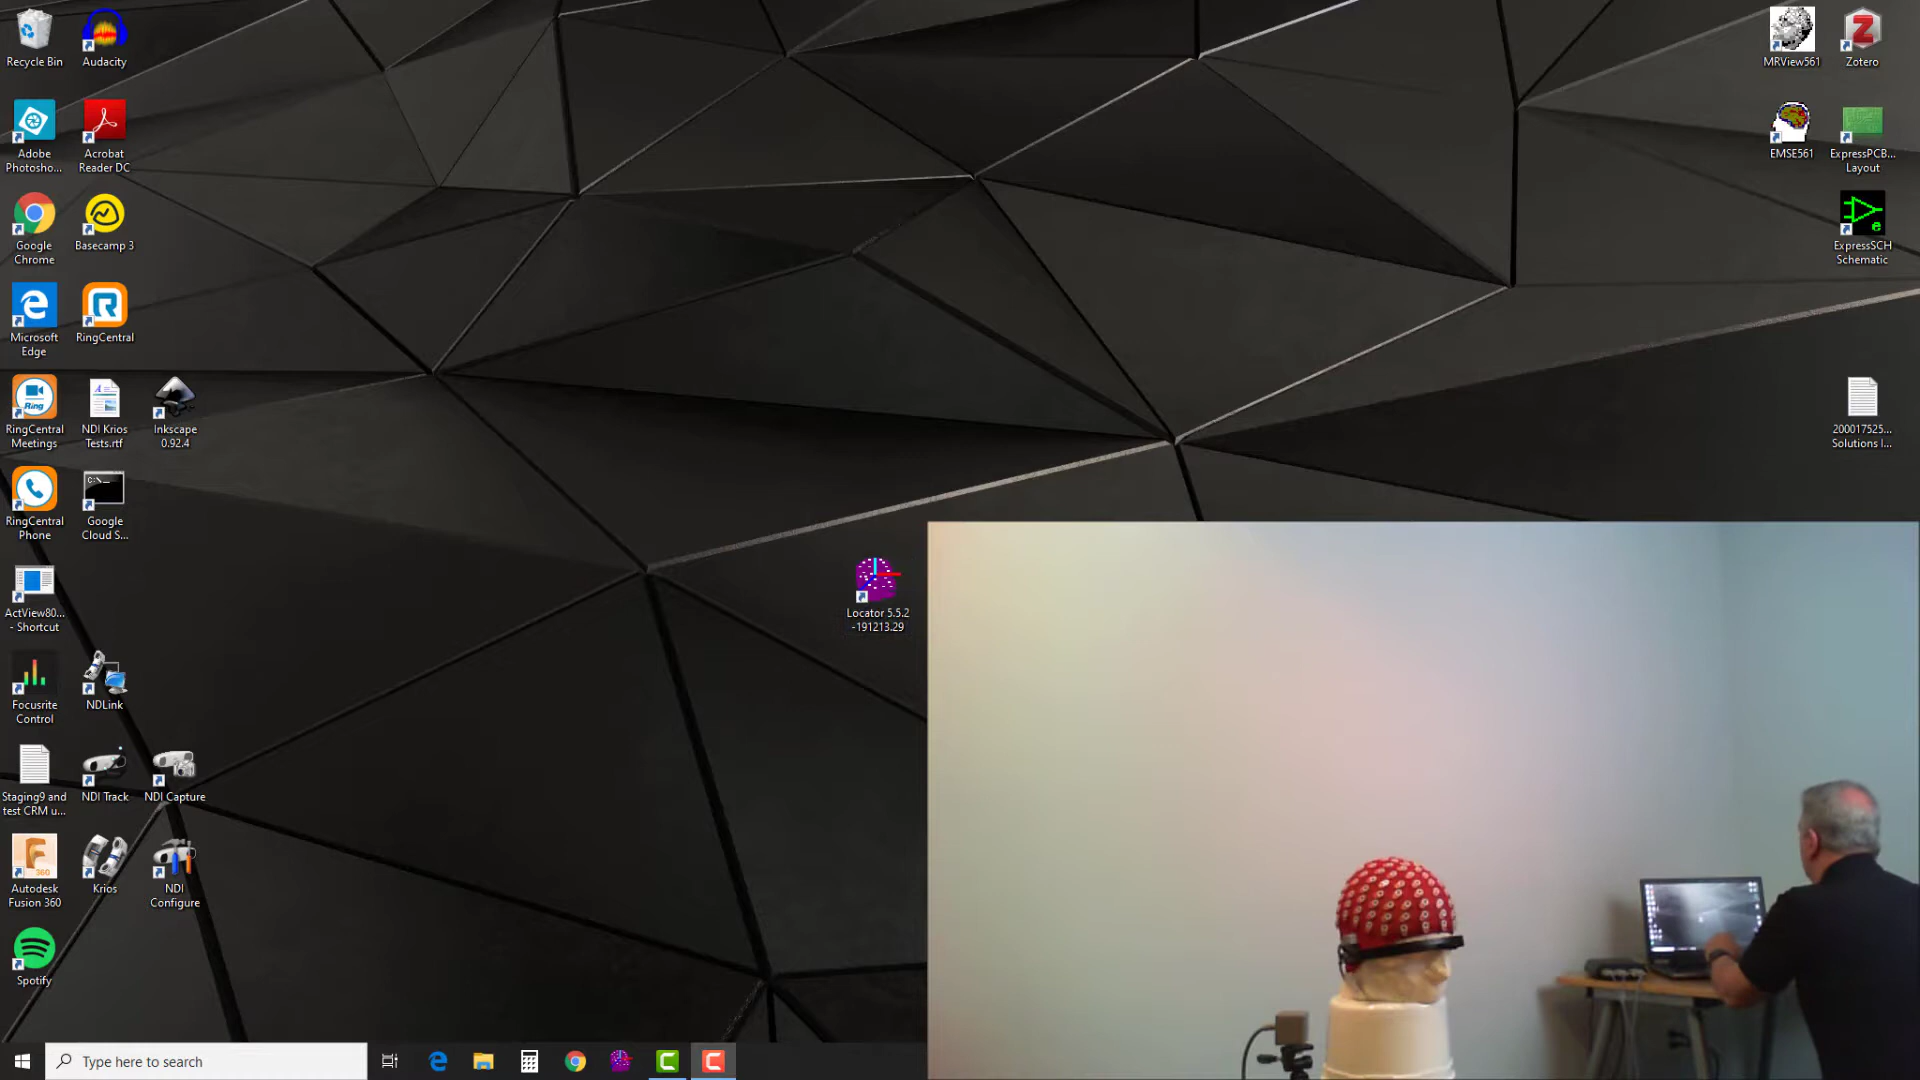 Recycle Bin
Audacity
Adobe
Photosho...
Acrobat
Reader DC
Google
Chrome
Basecamp 3
Microsoft
Edge
RingCentral
Ring
RingCentral
Meetings
NDI Krios
Tests.rtf
Inkscape
0.92.4
RingCentral
Phone
C:\_
Google
Cloud S...
ActView80...
- Shortcut
Focusrite
Control
NDLink
Staging9 and
test CRM u...
NDI Track
NDI Capture
Autodesk
Fusion 360
Krios
NDI
Configure
Spotify
Locator 5.5.2
-191213.29
MRView561
Zotero
EMSE561
ExpressPCB...
Layout
ExpressSCH
Schematic
200017525...
Solutions I...
Type here to search